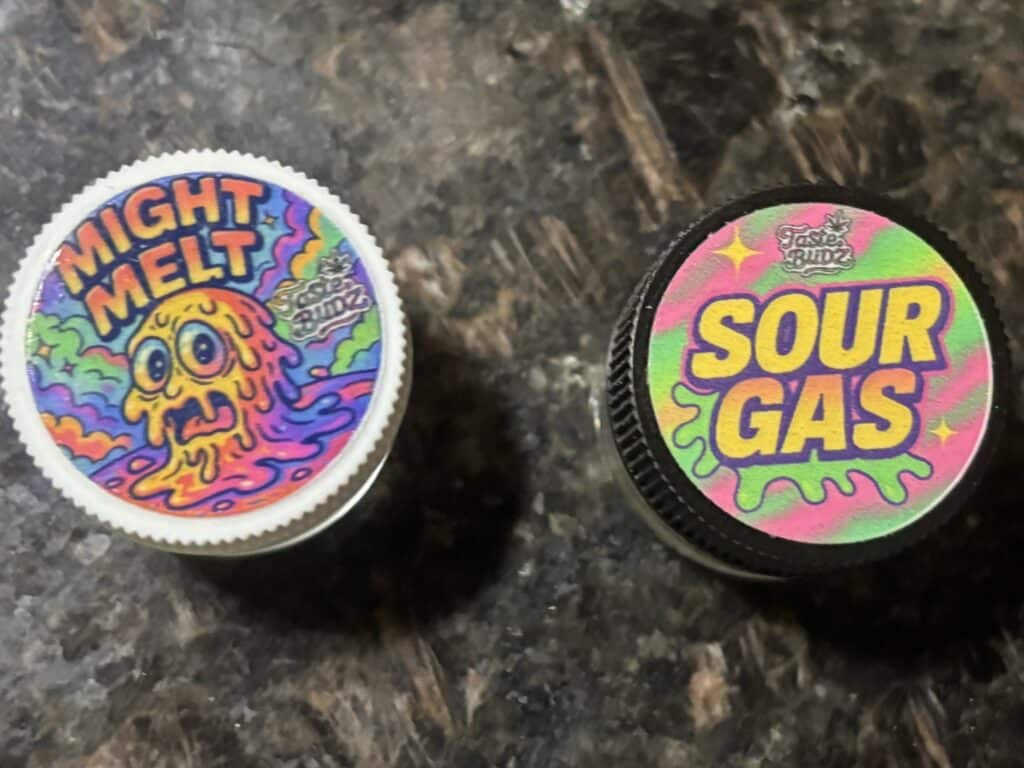 MIGHT
MELT
Taste
BUDZ
Taste
BUDZ
SOUR
GAS